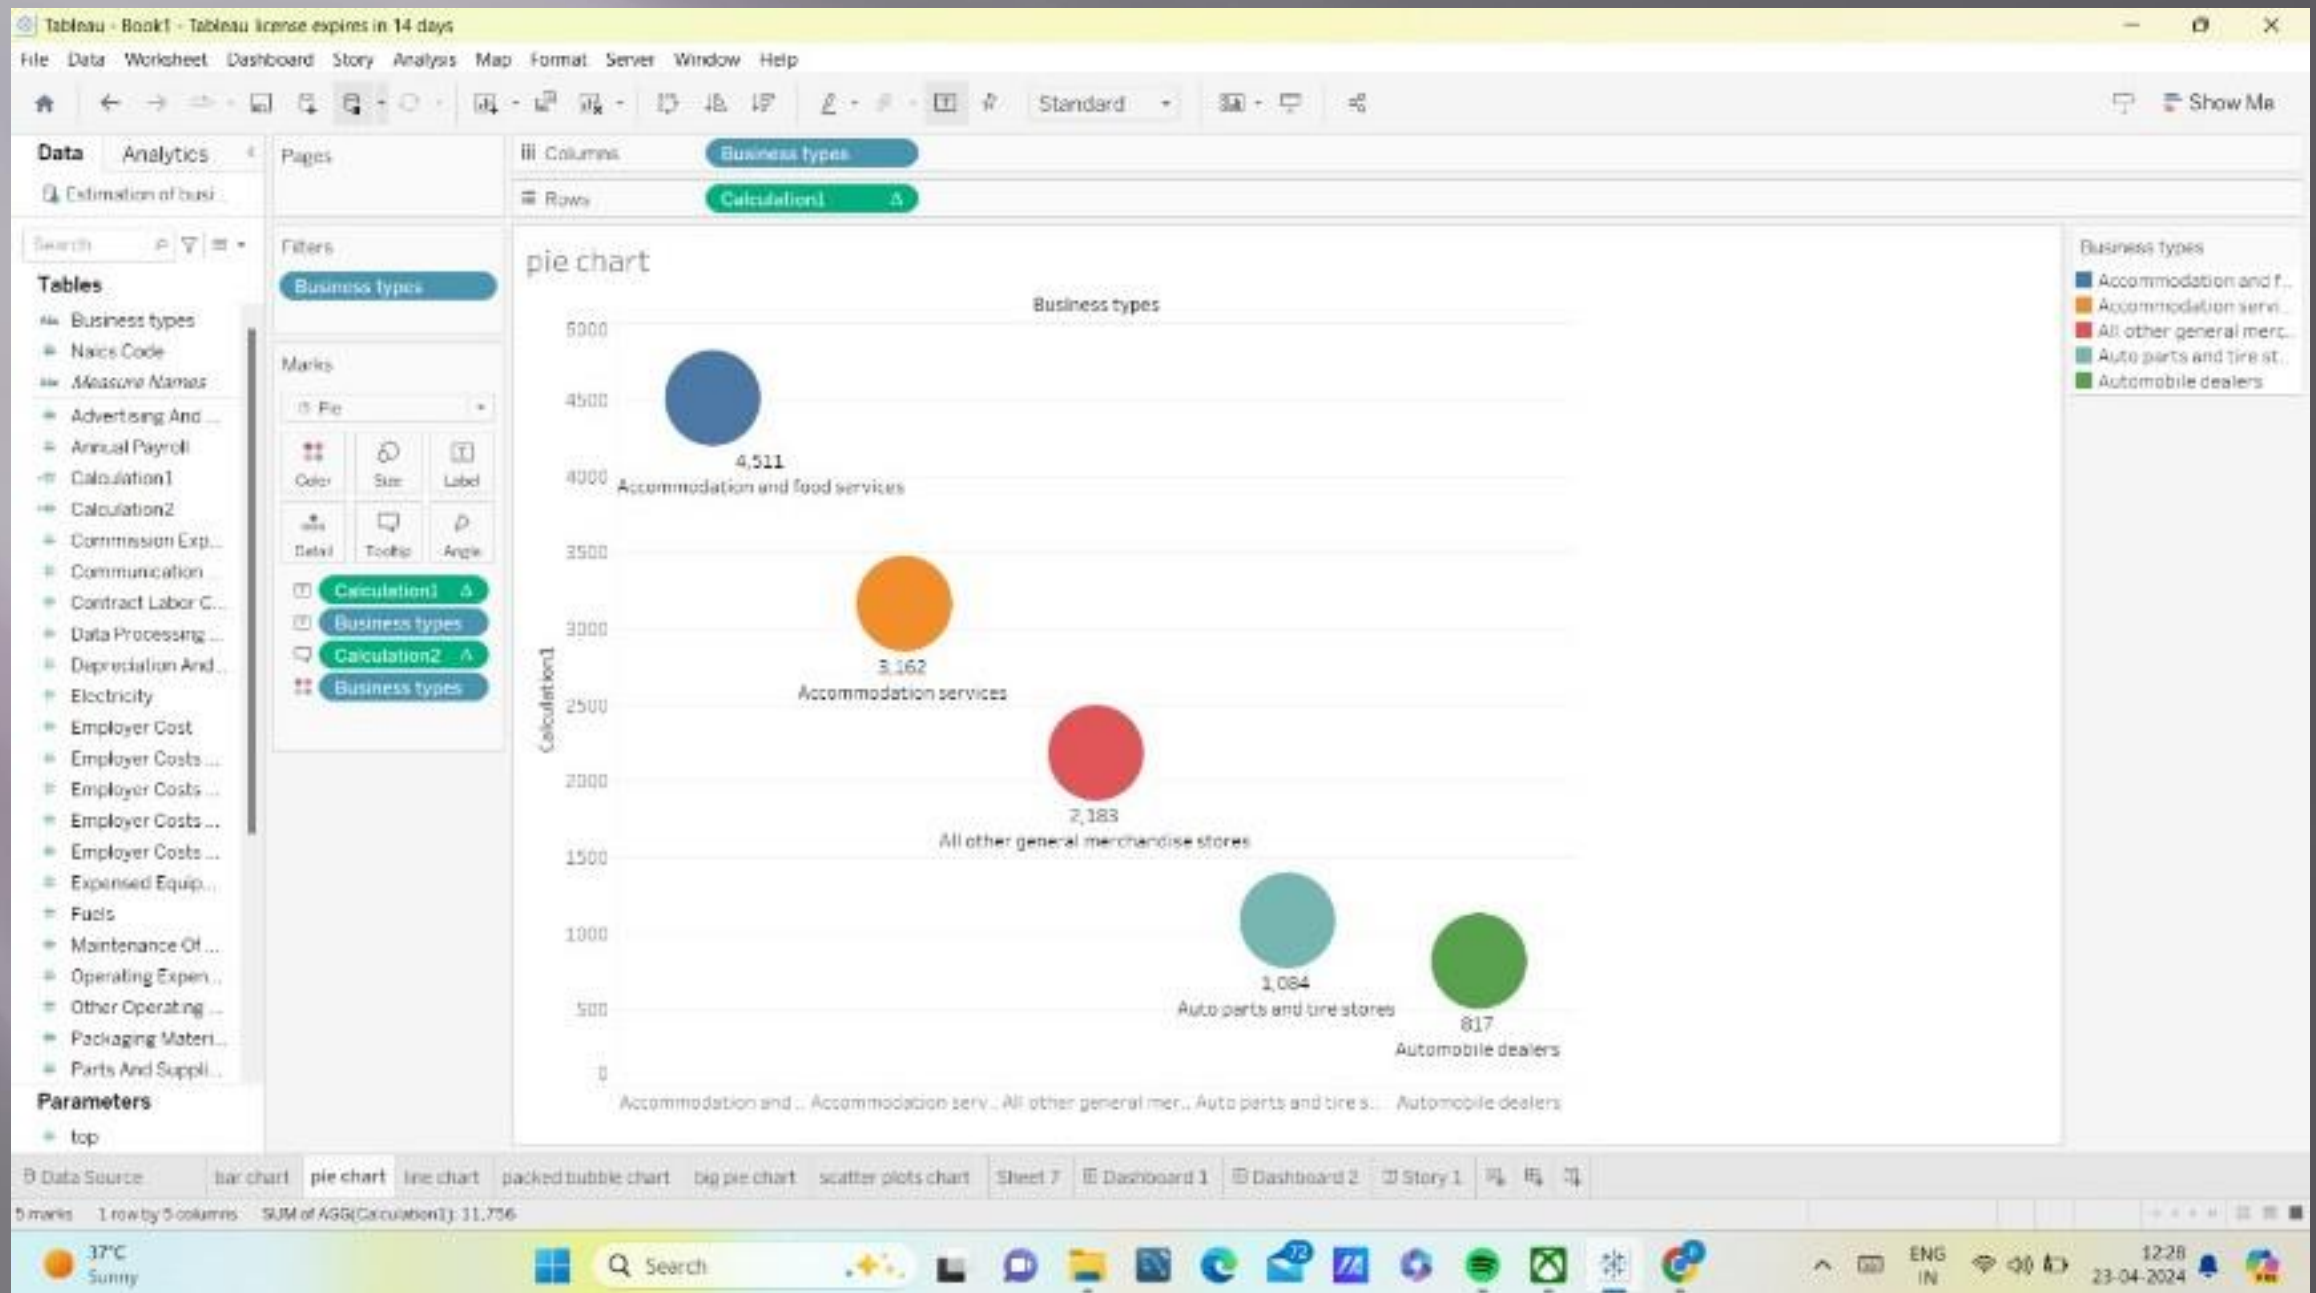 Tableau - Book1 - Tableau license expires in 14 days
File Data Worksheet Dashboard Story Analysis Map Format Server Window Help
Standard
Show Me
Data Analytics
Estimation of busi...
Search
Tables
Business types
Naics Code
Measure Names
Advertising And ...
Annual Payroll
Calculation1
Calculation2
Commission Exp...
Communication ...
Contract Labor C...
Data Processing ...
Depreciation And...
Electricity
Employer Cost
Employer Costs ...
Employer Costs ...
Employer Costs ...
Employer Costs ...
Expensed Equip...
Fuels
Maintenance Of ...
Operating Expen...
Other Operating ...
Packaging Materi...
Parts And Suppli...
Parameters
top
Pages
Filters
Business types
Marks
Pie
Color Size Label
Detail Tooltip Angle
Calculation1 Δ
Business types
Calculation2 Δ
Business types
Columns Business types
Rows Calculation1 Δ
pie chart
Business types
Calculation1
5000
4500
4000
3500
3000
2500
2000
1500
1000
500
0
4,511
Accommodation and food services
3,162
Accommodation services
2,183
All other general merchandise stores
1,084
Auto parts and tire stores
817
Automobile dealers
Accommodation and .. Accommodation serv.. All other general mer.. Auto parts and tire s.. Automobile dealers
Business types
Accommodation and f...
Accommodation servi...
All other general merc...
Auto parts and tire st...
Automobile dealers
Data Source bar chart pie chart line chart packed bubble chart big pie chart scatter plots chart Sheet 7 Dashboard 1 Dashboard 2 Story 1
5 marks 1 row by 5 columns SUM of AGG(Calculation1): 11,756
37°C
Sunny
Search
72
ENG
IN
12:28
23-04-2024